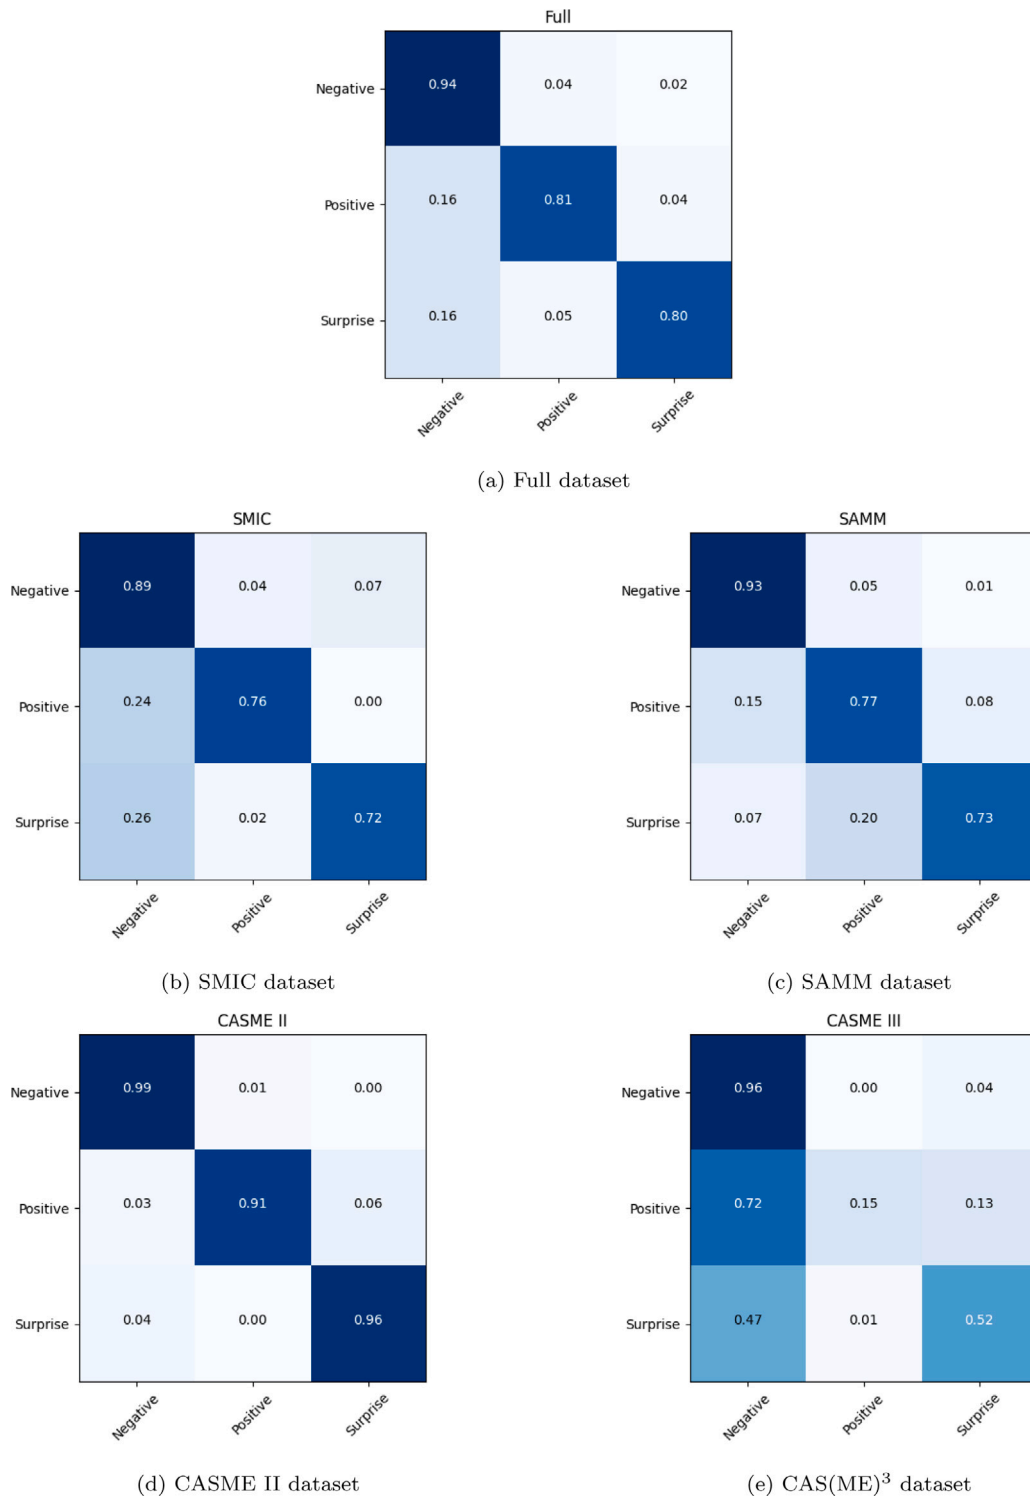 Full
Negative 0.94 0.04 0.02
Positive 0.16 0.81 0.04
Surprise 0.16 0.05 0.80
Negative Positive Surprise
(a) Full dataset
SMIC
Negative 0.89 0.04 0.07
Positive 0.24 0.76 0.00
Surprise 0.26 0.02 0.72
Negative Positive Surprise
(b) SMIC dataset
SAMM
Negative 0.93 0.05 0.01
Positive 0.15 0.77 0.08
Surprise 0.07 0.20 0.73
Negative Positive Surprise
(c) SAMM dataset
CASME II
Negative 0.99 0.01 0.00
Positive 0.03 0.91 0.06
Surprise 0.04 0.00 0.96
Negative Positive Surprise
(d) CASME II dataset
CASME III
Negative 0.96 0.00 0.04
Positive 0.72 0.15 0.13
Surprise 0.47 0.01 0.52
Negative Positive Surprise
(e) CAS(ME)³ dataset